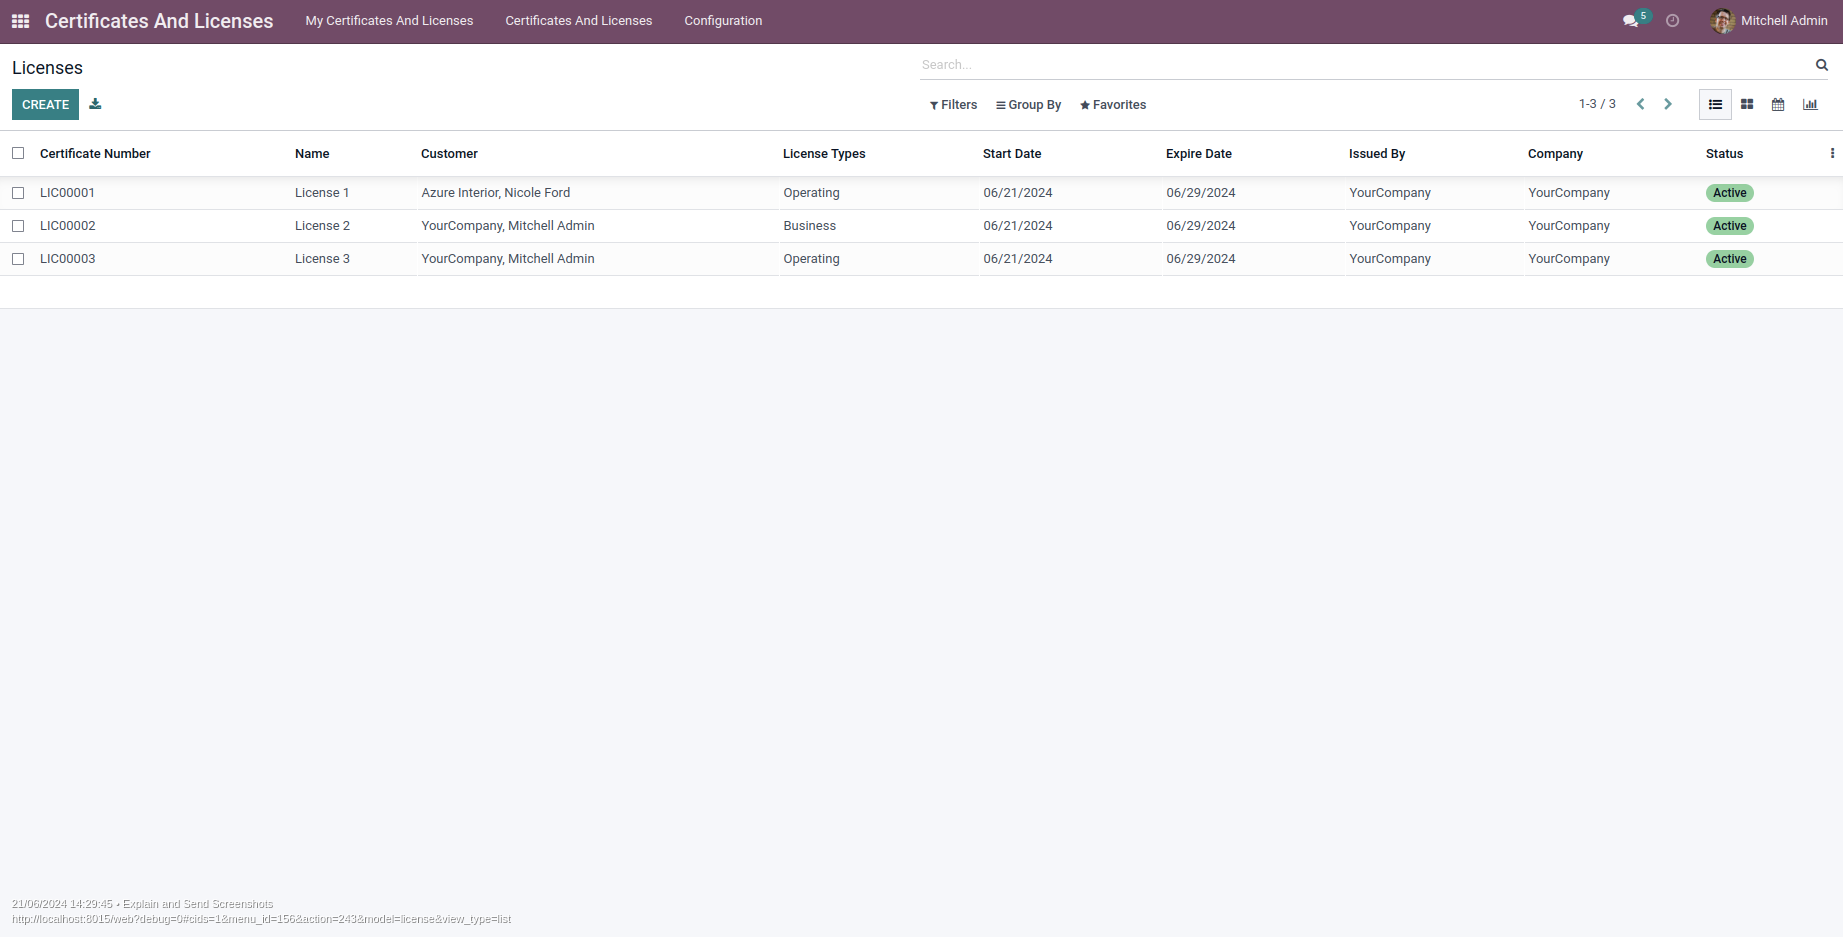 Certificates And Licenses My Certificates And Licenses Certificates And Licenses Configuration 5 Mitchell Admin
Licenses Search...
CREATE Filters Group By Favorites 1-3 / 3
Certificate Number Name Customer License Types Start Date Expire Date Issued By Company Status
LIC00001 License 1 Azure Interior, Nicole Ford Operating 06/21/2024 06/29/2024 YourCompany YourCompany Active
LIC00002 License 2 YourCompany, Mitchell Admin Business 06/21/2024 06/29/2024 YourCompany YourCompany Active
LIC00003 License 3 YourCompany, Mitchell Admin Operating 06/21/2024 06/29/2024 YourCompany YourCompany Active
21/06/2024 14:29:45 • Explain and Send Screenshots
http://localhost:8015/web?debug=0#cids=1&menu_id=156&action=243&model=license&view_type=list